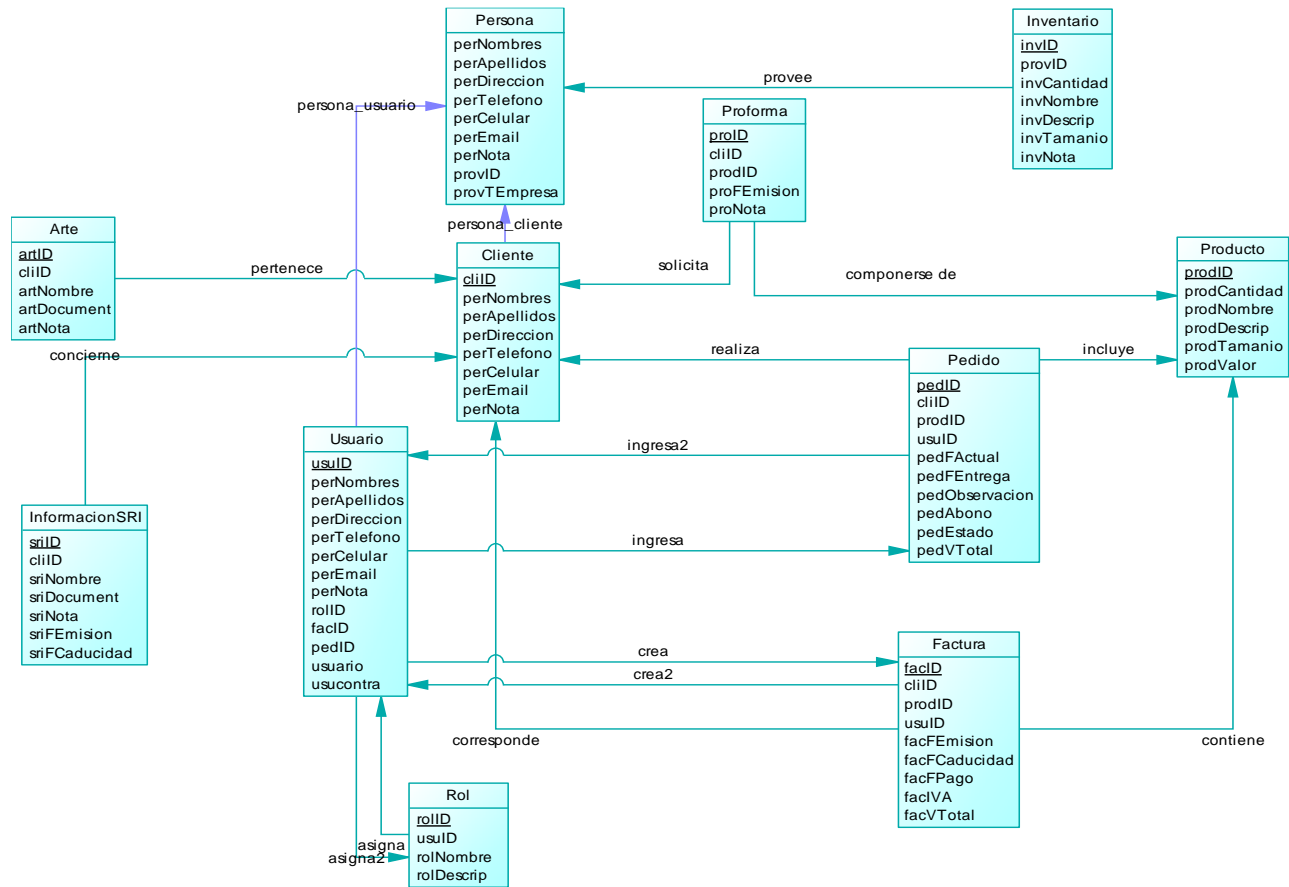 Persona
perNombres
perApellidos
perDireccion
perTelefono
perCelular
perEmail
perNota
provID
provTEmpresa
Inventario
invID
provID
invCantidad
invNombre
invDescrip
invTamanio
invNota
provee
persona_usuario
Proforma
proID
cliID
prodID
proFEmision
proNota
persona_cliente
Arte
artID
cliID
artNombre
artDocument
artNota
pertenece
Cliente
cliID
perNombres
perApellidos
perDireccion
perTelefono
perCelular
perEmail
perNota
solicita
componerse de
Producto
prodID
prodCantidad
prodNombre
prodDescrip
prodTamanio
prodValor
concierne
realiza
Pedido
pedID
cliID
prodID
usuID
pedFActual
pedFEntrega
pedObservacion
pedAbono
pedEstado
pedVTotal
incluye
Usuario
usuID
perNombres
perApellidos
perDireccion
perTelefono
perCelular
perEmail
perNota
rolID
facID
pedID
usuario
usucontra
ingresa2
ingresa
InformacionSRI
sriID
cliID
sriNombre
sriDocument
sriNota
sriFEmision
sriFCaducidad
crea
crea2
Factura
facID
cliID
prodID
usuID
facFEmision
facFCaducidad
facFPago
facIVA
facVTotal
corresponde
contiene
Rol
rolID
usuID
rolNombre
rolDescrip
asigna
asigna2